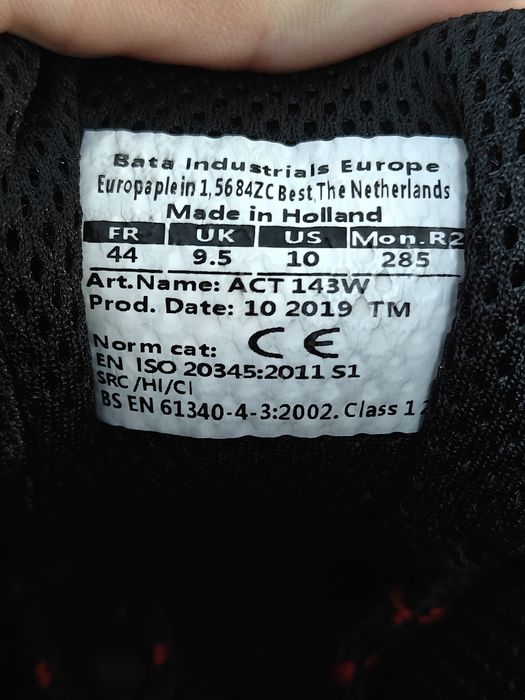 Bata Industrials Europe
Europaplein 1, 5684ZC Best, The Netherlands
Made in Holland
FR UK US Mon.R2
44 9.5 10 285
Art.Name: ACT 143W
Prod. Date: 10 2019 TM
Norm cat: CE
EN ISO 20345:2011 S1
SRC/HI/CI
BS EN 61340-4-3:2002. Class 1 2